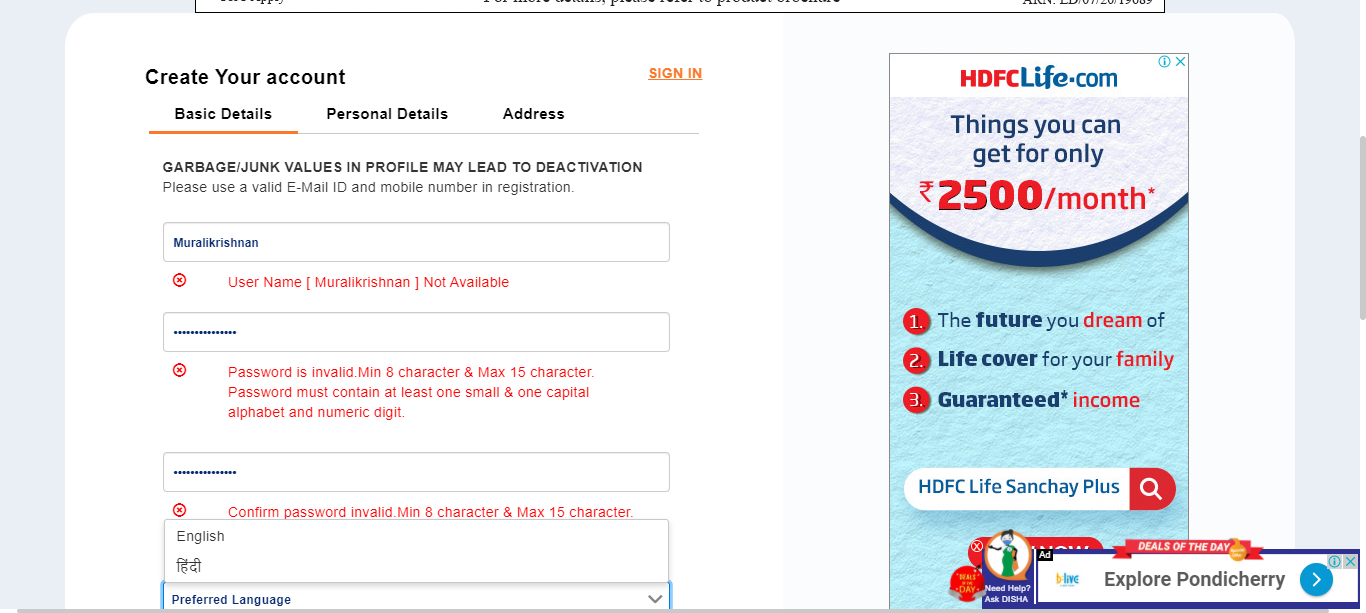 For more details, please refer to product brochure
ARN: ED/07/20/19689
Create Your account
SIGN IN
Basic Details
Personal Details
Address
GARBAGE/JUNK VALUES IN PROFILE MAY LEAD TO DEACTIVATION
Please use a valid E-Mail ID and mobile number in registration.
Muralikrishnan
User Name [ Muralikrishnan ] Not Available
•••••••••••••••
Password is invalid.Min 8 character & Max 15 character.
Password must contain at least one small & one capital
alphabet and numeric digit.
•••••••••••••••
Confirm password invalid.Min 8 character & Max 15 character.
English
हिंदी
Preferred Language
HDFC Life.com
Things you can
get for only
₹2500/month*
1. The future you dream of
2. Life cover for your family
3. Guaranteed* income
HDFC Life Sanchay Plus
NOW
DEALS OF THE DAY
DEALS OF THE DAY
Need Help?
Ask DISHA
Ad
b·live
Explore Pondicherry